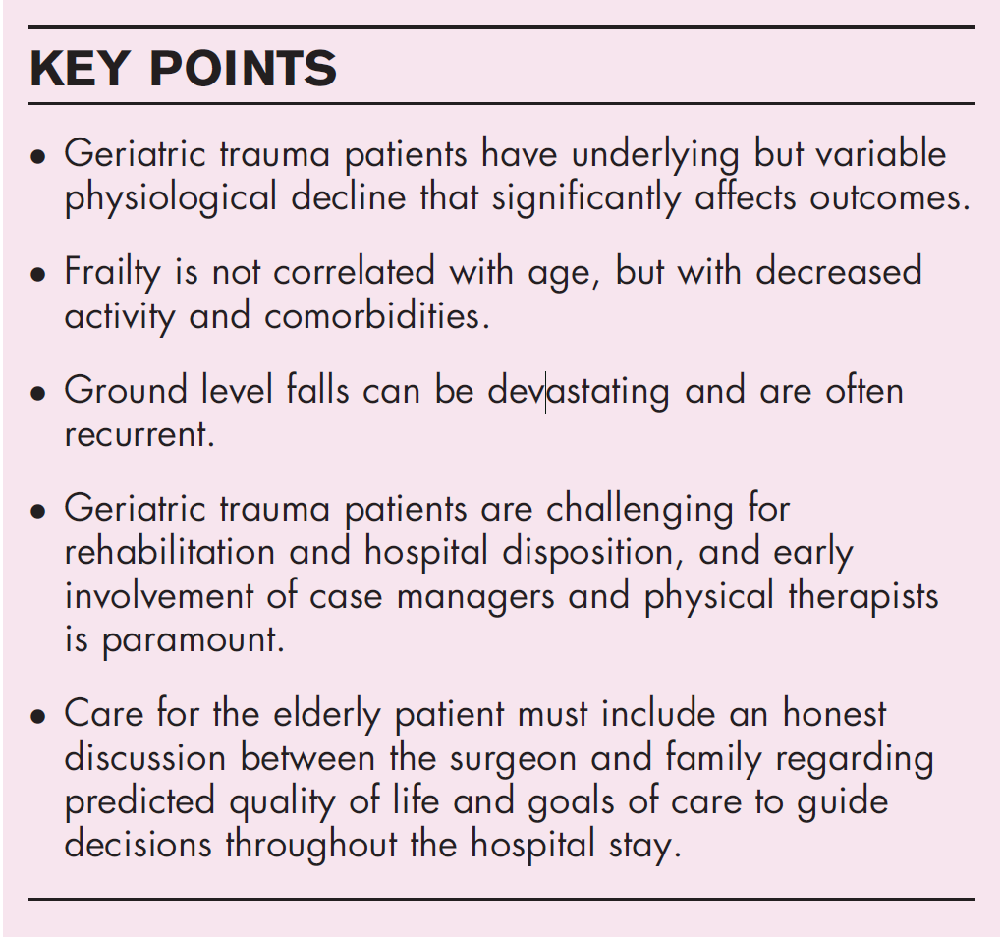 KEY POINTS
• Geriatric trauma patients have underlying but variable
physiological decline that significantly affects outcomes.
• Frailty is not correlated with age, but with decreased
activity and comorbidities.
• Ground level falls can be devastating and are often
recurrent.
• Geriatric trauma patients are challenging for
rehabilitation and hospital disposition, and early
involvement of case managers and physical therapists
is paramount.
• Care for the elderly patient must include an honest
discussion between the surgeon and family regarding
predicted quality of life and goals of care to guide
decisions throughout the hospital stay.